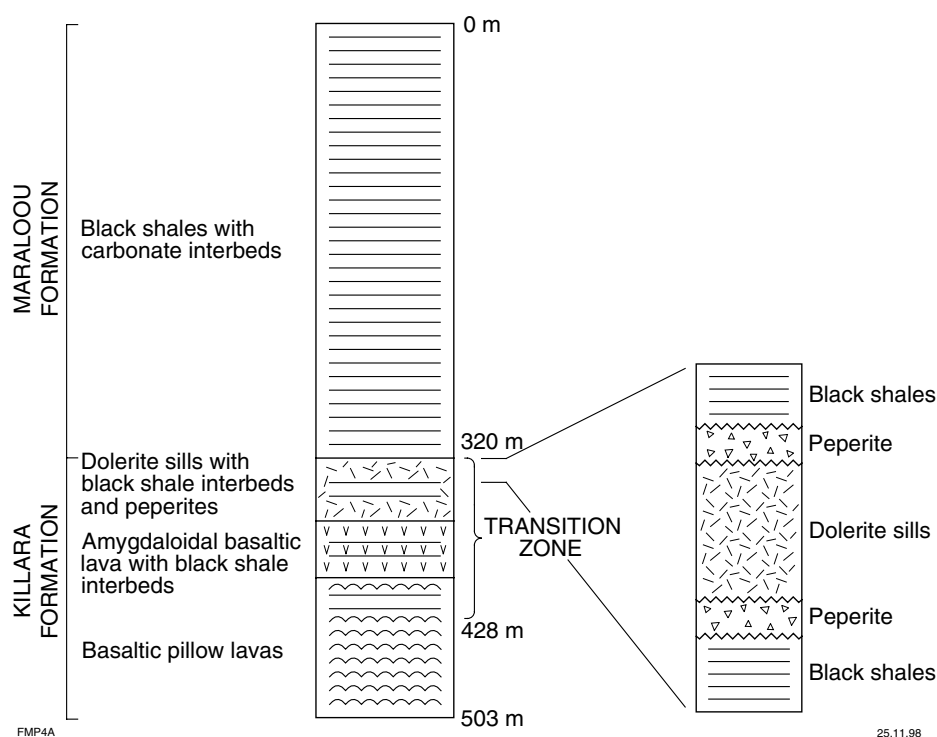 0 m
MARALOOU
FORMATION
Black shales with
carbonate interbeds
320 m
KILLARA
FORMATION
Dolerite sills with
black shale interbeds
and peperites
Amygdaloidal basaltic
lava with black shale
interbeds
Basaltic pillow lavas
TRANSITION
ZONE
428 m
503 m
Black shales
Peperite
Dolerite sills
Peperite
Black shales
FMP4A
25.11.98